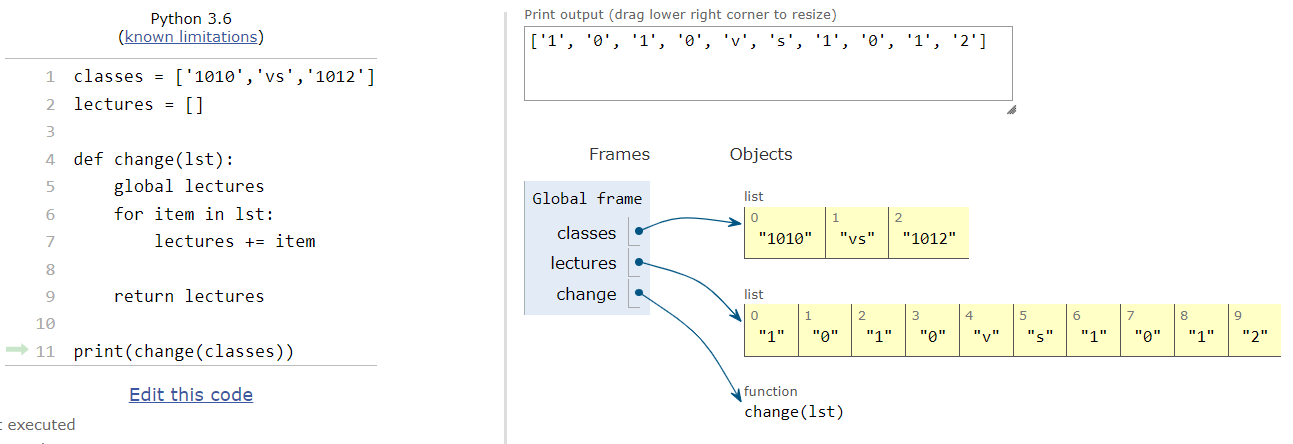 Python 3.6
(known limitations)
1 classes = ['1010','vs','1012']
2 lectures = []
3
4 def change(lst):
5 global lectures
6 for item in lst:
7 lectures += item
8
9 return lectures
10
11 print(change(classes))
Edit this code
t executed
Print output (drag lower right corner to resize)
['1', '0', '1', '0', 'v', 's', '1', '0', '1', '2']
Frames Objects
Global frame
classes
lectures
change
list
0 1 2
"1010" "vs" "1012"
list
0 1 2 3 4 5 6 7 8 9
"1" "0" "1" "0" "v" "s" "1" "0" "1" "2"
function
change(lst)